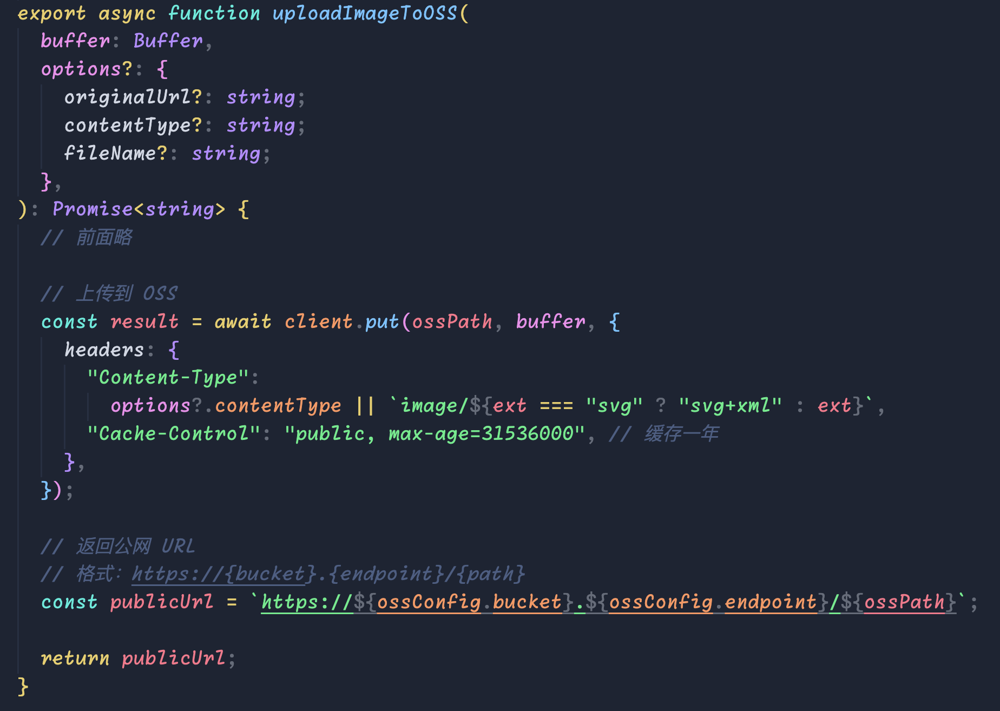 export async function uploadImageToOSS(
  buffer: Buffer,
  options?: {
    originalUrl?: string;
    contentType?: string;
    fileName?: string;
  },
): Promise<string> {
  // 前面略

  // 上传到 OSS
  const result = await client.put(ossPath, buffer, {
    headers: {
      "Content-Type":
        options?.contentType || `image/${ext === "svg" ? "svg+xml" : ext}`,
      "Cache-Control": "public, max-age=31536000", // 缓存一年
    },
  });

  // 返回公网 URL
  // 格式：https://{bucket}.{endpoint}/{path}
  const publicUrl = `https://${ossConfig.bucket}.${ossConfig.endpoint}/${ossPath}`;

  return publicUrl;
}